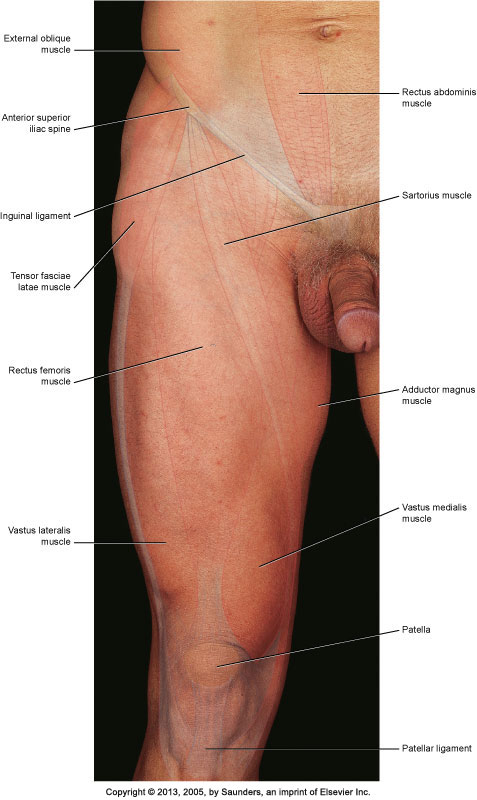 External oblique
muscle
Anterior superior
iliac spine
Inguinal ligament
Tensor fasciae
latae muscle
Rectus femoris
muscle
Vastus lateralis
muscle
Rectus abdominis
muscle
Sartorius muscle
Adductor magnus
muscle
Vastus medialis
muscle
Patella
Patellar ligament
Copyright © 2013, 2005, by Saunders, an imprint of Elsevier Inc.